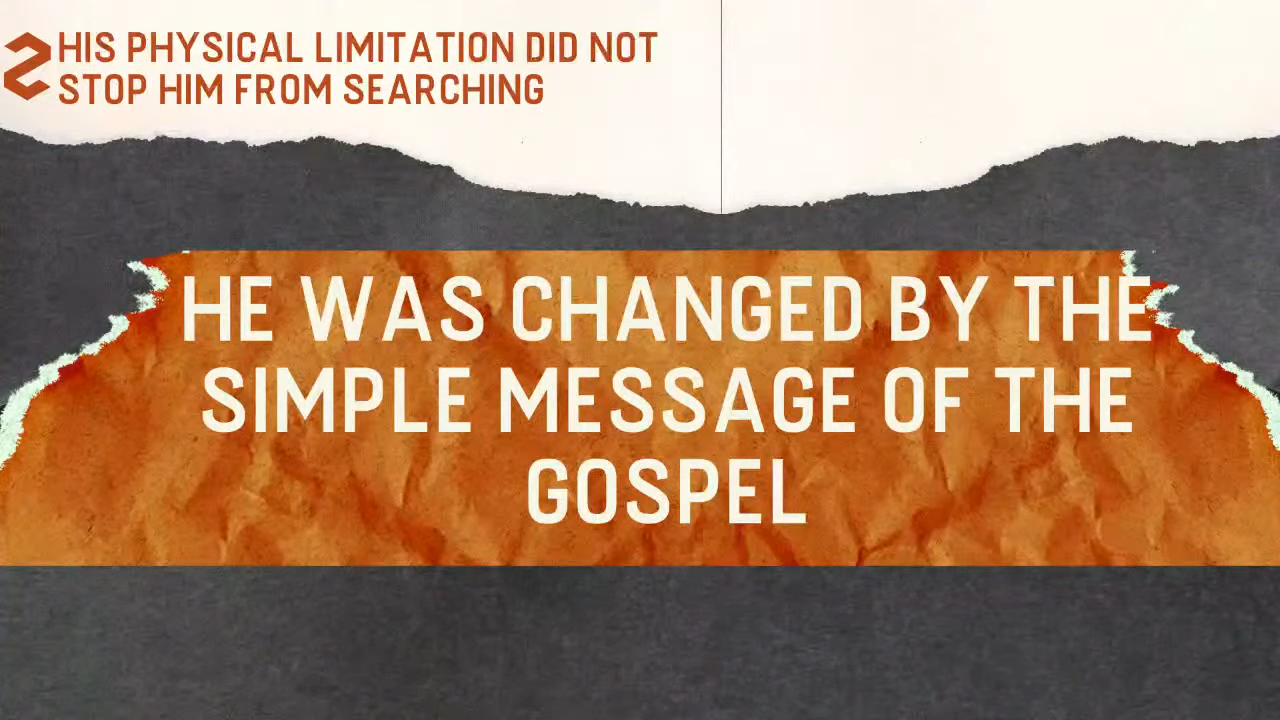 2 HIS PHYSICAL LIMITATION DID NOT
STOP HIM FROM SEARCHING
HE WAS CHANGED BY THE
SIMPLE MESSAGE OF THE
GOSPEL